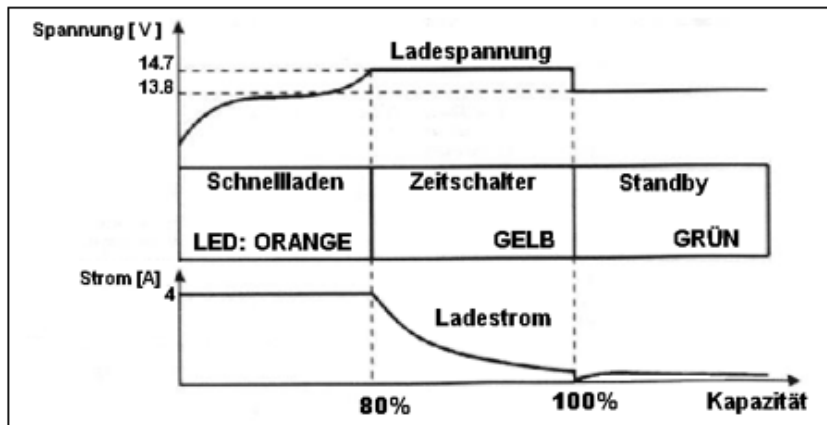 Spannung [ V ]
14.7
13.8
Ladespannung
Schnellladen
Zeitschalter
Standby
LED: ORANGE
GELB
GRÜN
Strom [A]
4
Ladestrom
80%
100%
Kapazität